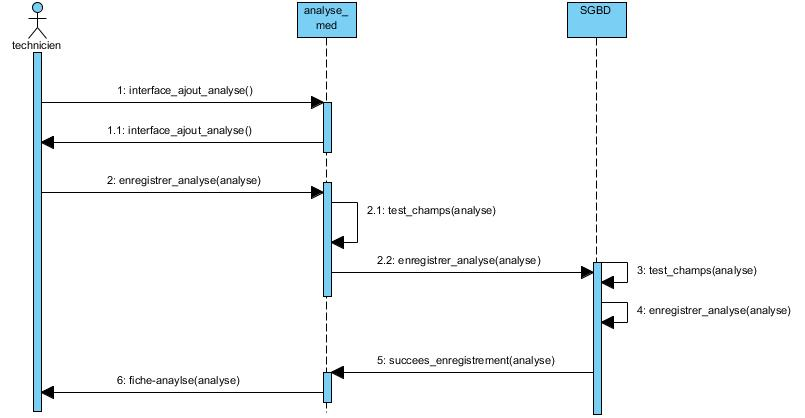 technicien
analyse_
med
SGBD
1: interface_ajout_analyse()
1.1: interface_ajout_analyse()
2: enregistrer_analyse(analyse)
2.1: test_champs(analyse)
2.2: enregistrer_analyse(analyse)
3: test_champs(analyse)
4: enregistrer_analyse(analyse)
5: succees_enregistrement(analyse)
6: fiche-anaylse(analyse)